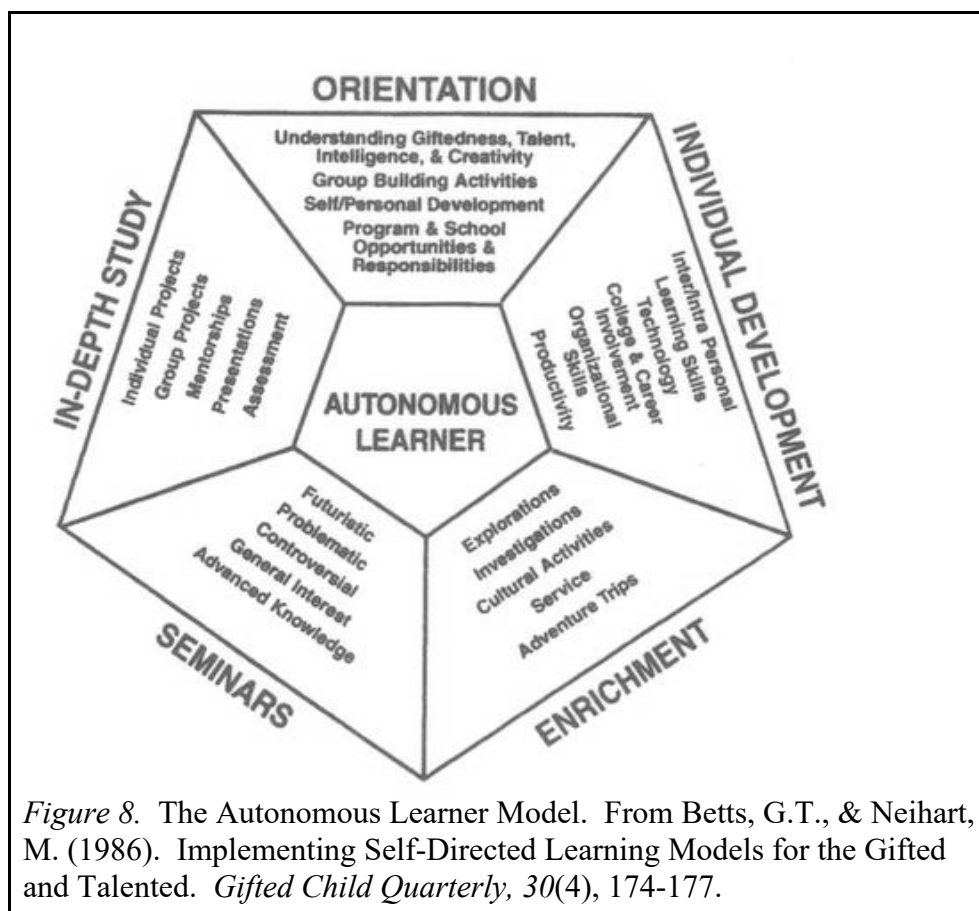 ORIENTATION
Understanding Giftedness, Talent,
Intelligence, & Creativity
Group Building Activities
Self/Personal Development
Program & School
Opportunities &
Responsibilities
INDIVIDUAL DEVELOPMENT
Inter/Intra Personal
Learning Skills
Technology
College & Career
Involvement
Organizational
Skills
Productivity
ENRICHMENT
Explorations
Investigations
Cultural Activities
Service
Adventure Trips
SEMINARS
Futuristic
Problematic
Controversial
General Interest
Advanced Knowledge
IN-DEPTH STUDY
Individual Projects
Group Projects
Mentorships
Presentations
Assessment
AUTONOMOUS
LEARNER
Figure 8. The Autonomous Learner Model. From Betts, G.T., & Neihart,
M. (1986). Implementing Self-Directed Learning Models for the Gifted
and Talented. Gifted Child Quarterly, 30(4), 174-177.